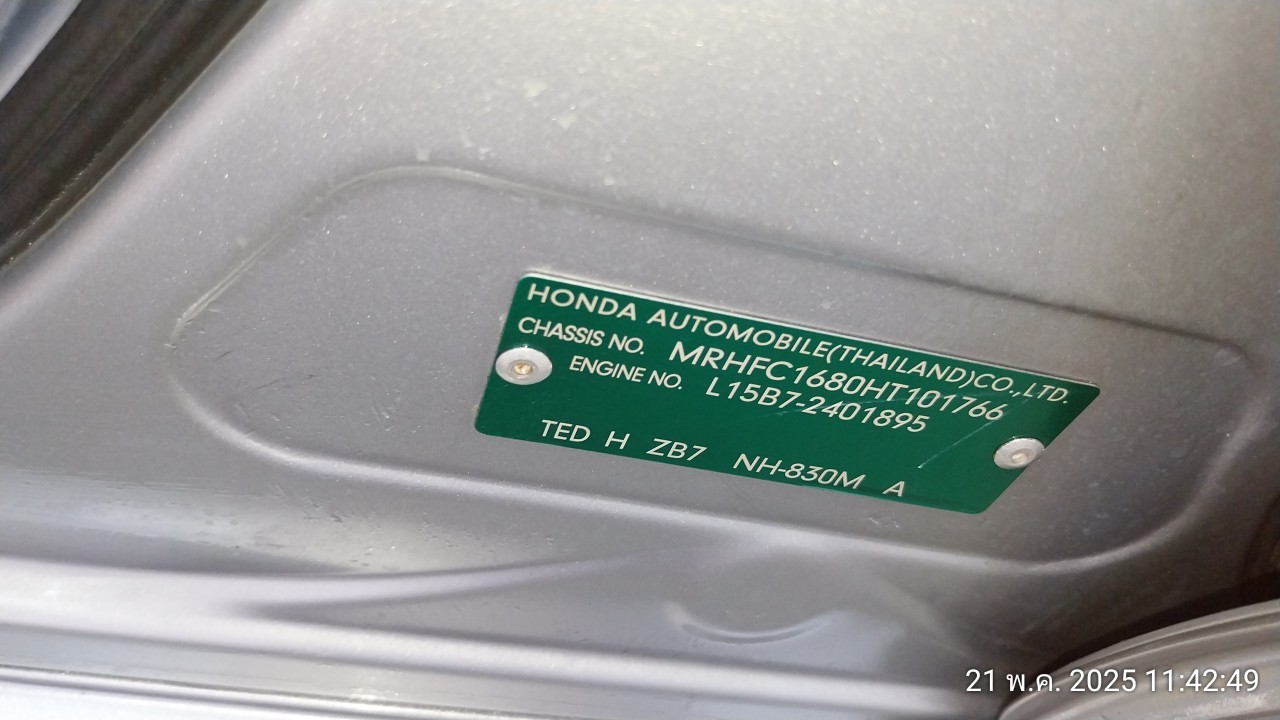 HONDA AUTOMOBILE(THAILAND)CO.,LTD.
CHASSIS NO. MRHFC1680HT101766
ENGINE NO. L15B7-2401895
TED H ZB7 NH-830M A
21 พ.ค. 2025 11:42:49